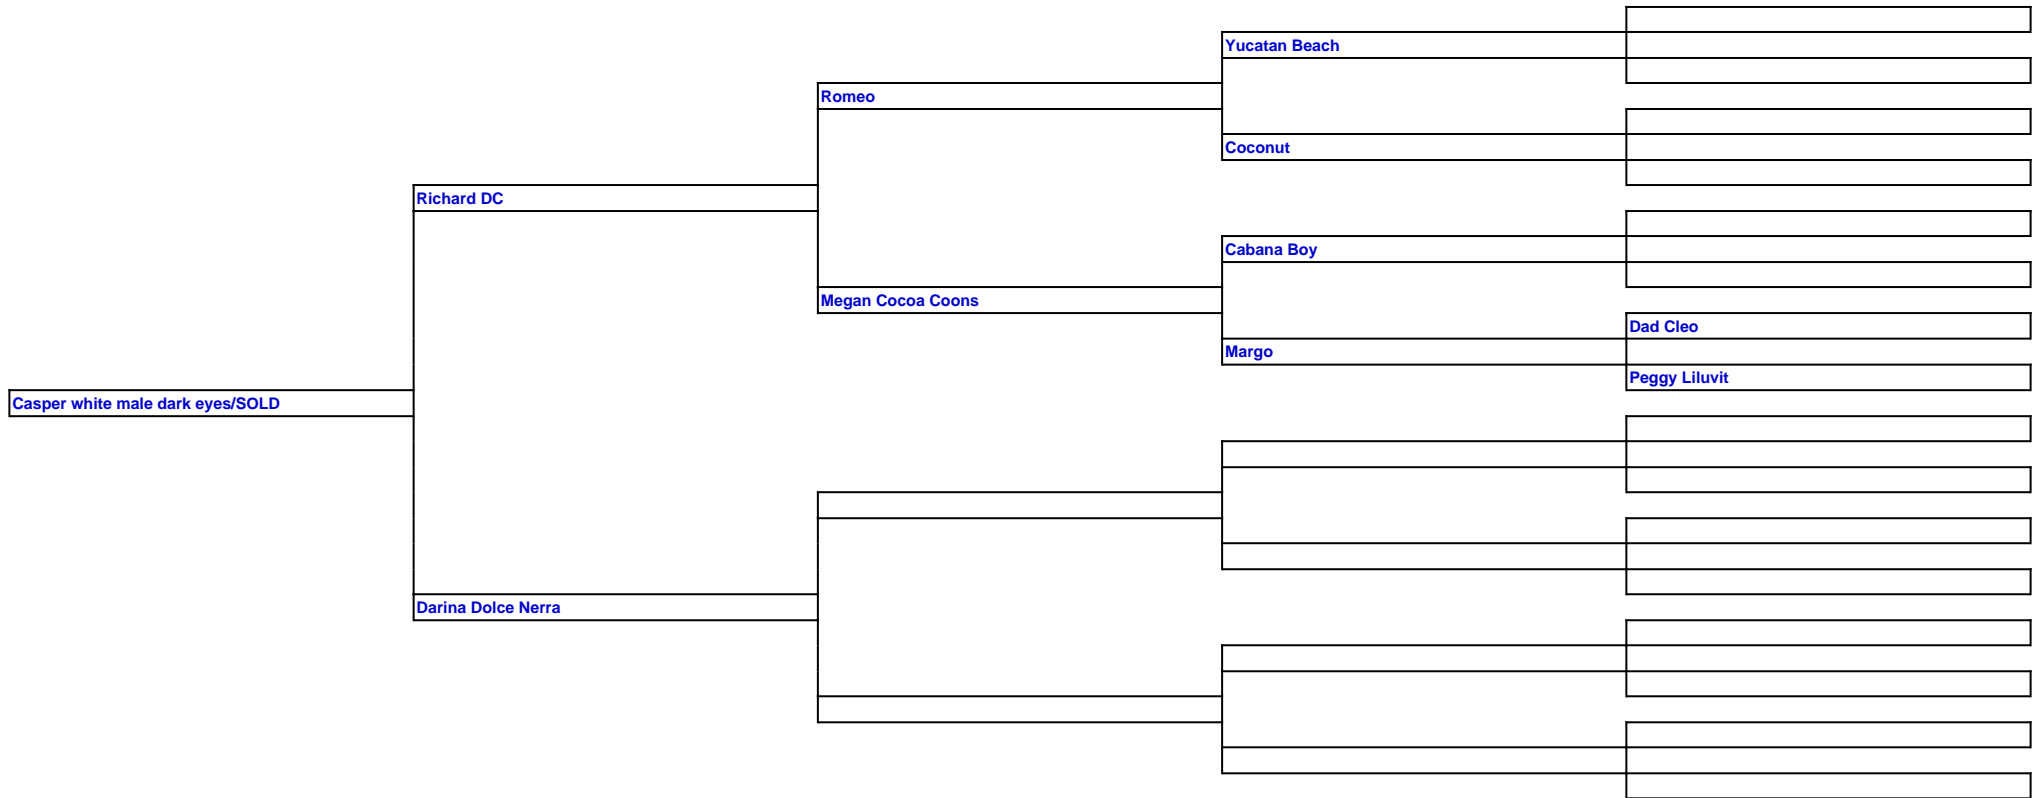 Yucatan Beach
Romeo
Coconut
Richard DC
Cabana Boy
Megan Cocoa Coons
Dad Cleo
Margo
Peggy Liluvit
Casper white male dark eyes/SOLD
Darina Dolce Nerra